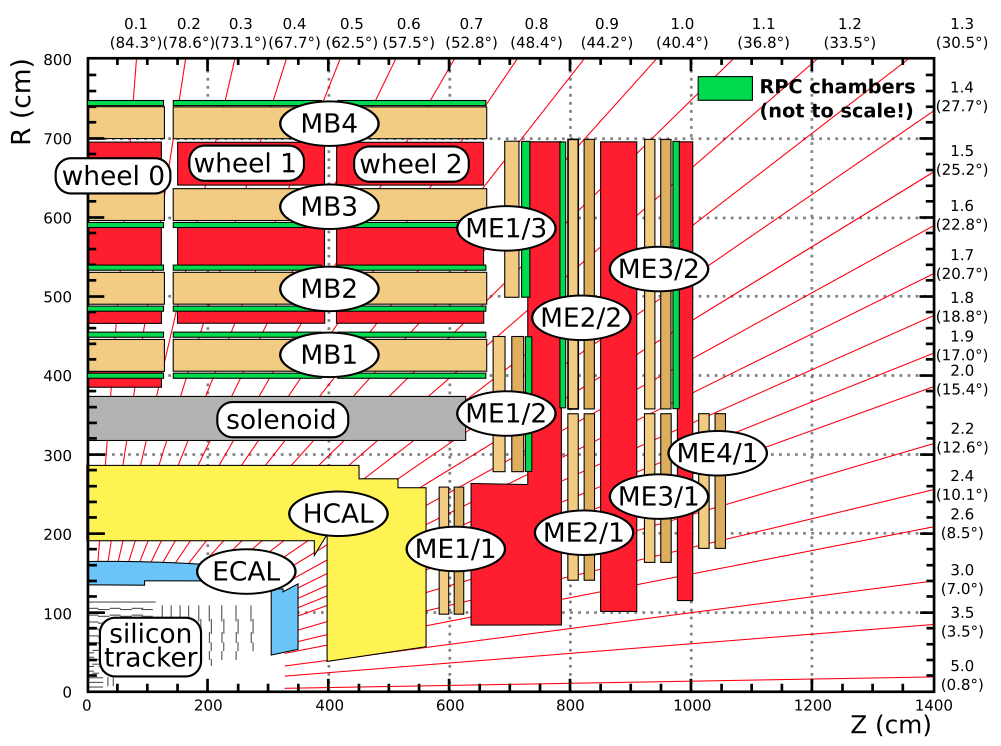 0.1 0.2 0.3 0.4 0.5 0.6 0.7 0.8 0.9 1.0 1.1 1.2 1.3
(84.3°) (78.6°) (73.1°) (67.7°) (62.5°) (57.5°) (52.8°) (48.4°) (44.2°) (40.4°) (36.8°) (33.5°) (30.5°)
R (cm)
800
700
600
500
400
300
200
100
0
RPC chambers
(not to scale!)
MB4
wheel 0
wheel 1
wheel 2
MB3
MB2
MB1
solenoid
HCAL
ECAL
silicon
tracker
ME1/3
ME3/2
ME2/2
ME1/2
ME4/1
ME3/1
ME2/1
ME1/1
1.4
(27.7°)
1.5
(25.2°)
1.6
(22.8°)
1.7
(20.7°)
1.8
(18.8°)
1.9
(17.0°)
2.0
(15.4°)
2.2
(12.6°)
2.4
(10.1°)
2.6
(8.5°)
3.0
(7.0°)
3.5
(3.5°)
5.0
(0.8°)
0 200 400 600 800 1000 1200 1400
Z (cm)